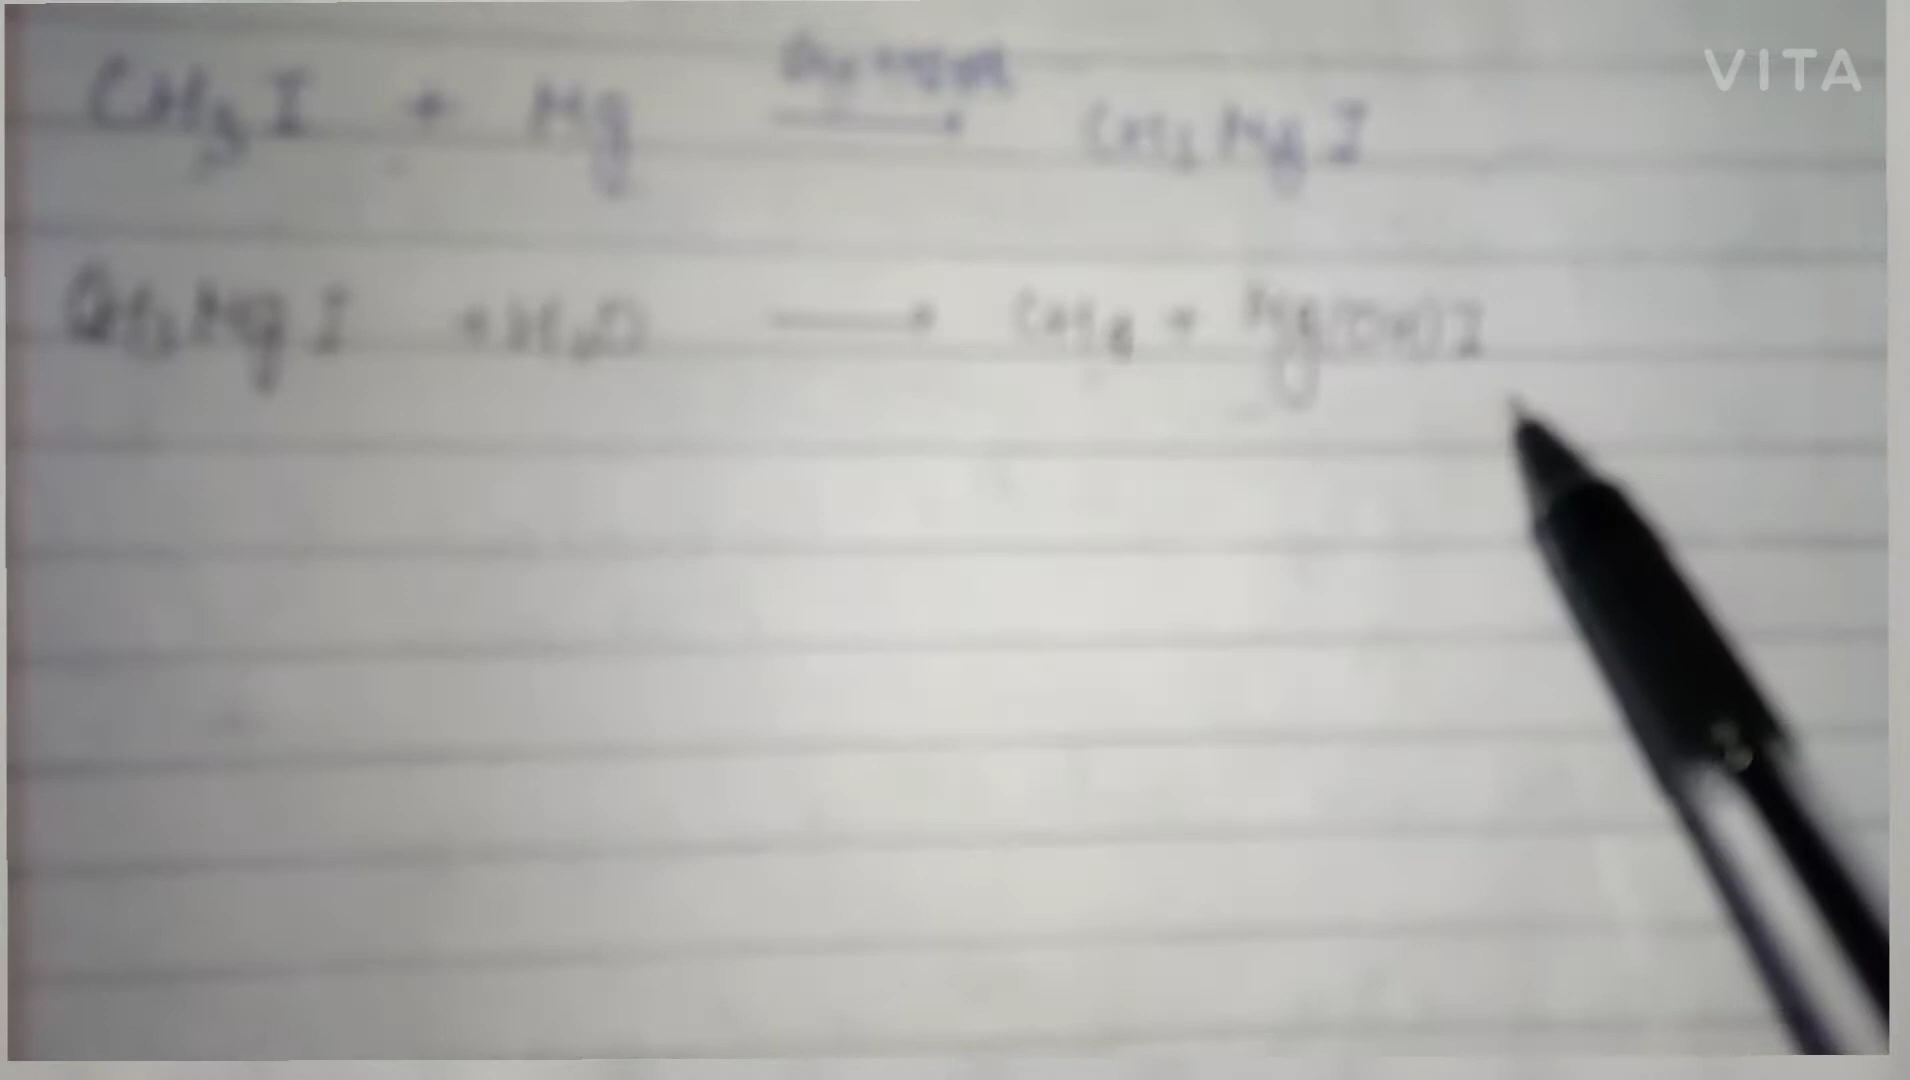 VITA
CH₃I + Mg ⟶ CH₃MgI
CH₃MgI + H₂O ⟶ CH₄ + Mg(OH)I